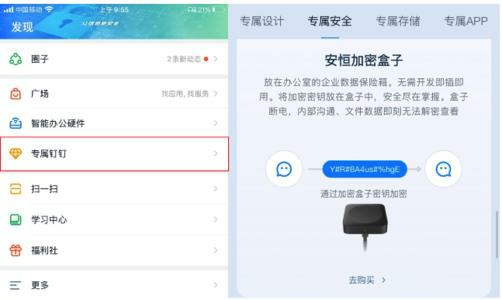 中国移动
上午9:55
21%
让信息更安全
发现
圈子
2条新动态
广场
找应用, 找服务
智能办公硬件
专属钉钉
扫一扫
学习中心
福利社
更多
专属设计 专属安全 专属存储 专属APP
安恒加密盒子
放在办公室的企业数据保险箱。无需开发即插即
用。将加密密钥放在盒子中，安全尽在掌握。盒子
断电，内部沟通、文件数据即刻无法解密查看
Y#R#8A4us#%hgE
通过加密盒子密钥加密
去购买 >